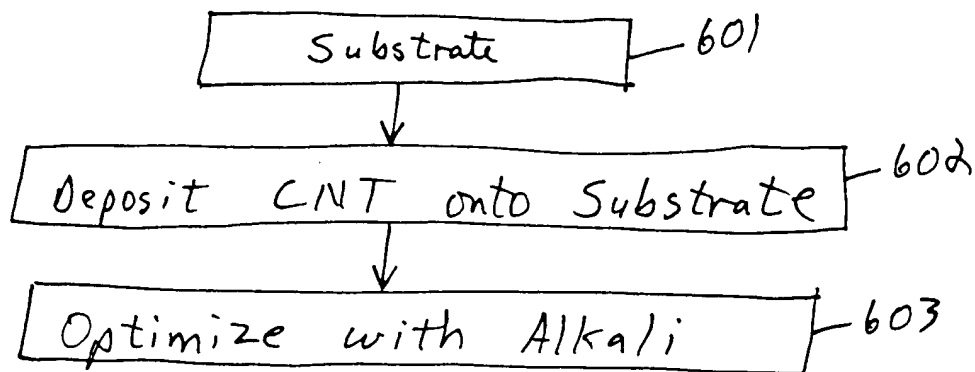 Substrate 601
Deposit CNT onto Substrate 602
Optimize with Alkali 603